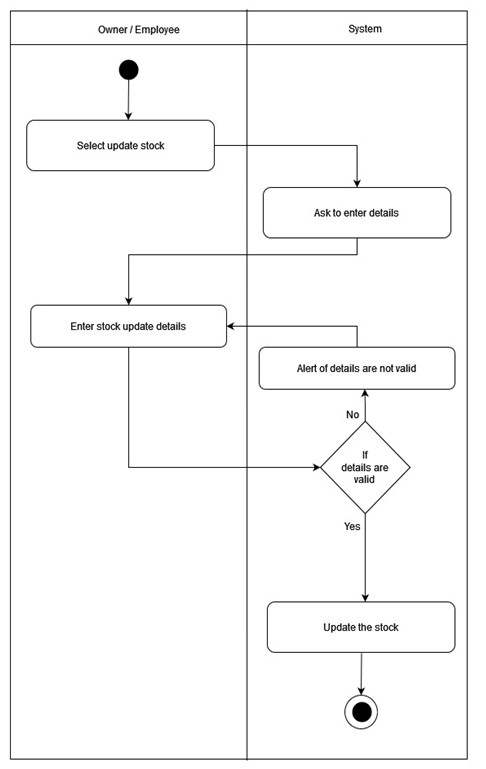 Owner / Employee
System
Select update stock
Ask to enter details
Enter stock update details
Alert of details are not valid
No
If
details are
valid
Yes
Update the stock